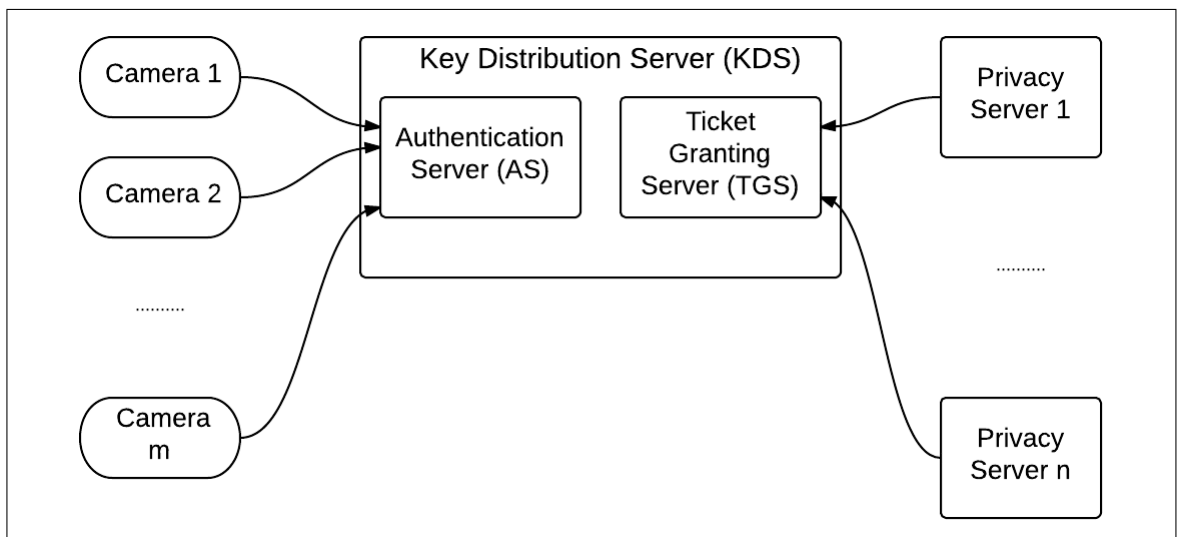 Key Distribution Server (KDS)
Camera 1
Camera 2
..........
Camera
m
Authentication
Server (AS)
Ticket
Granting
Server (TGS)
Privacy
Server 1
..........
Privacy
Server n